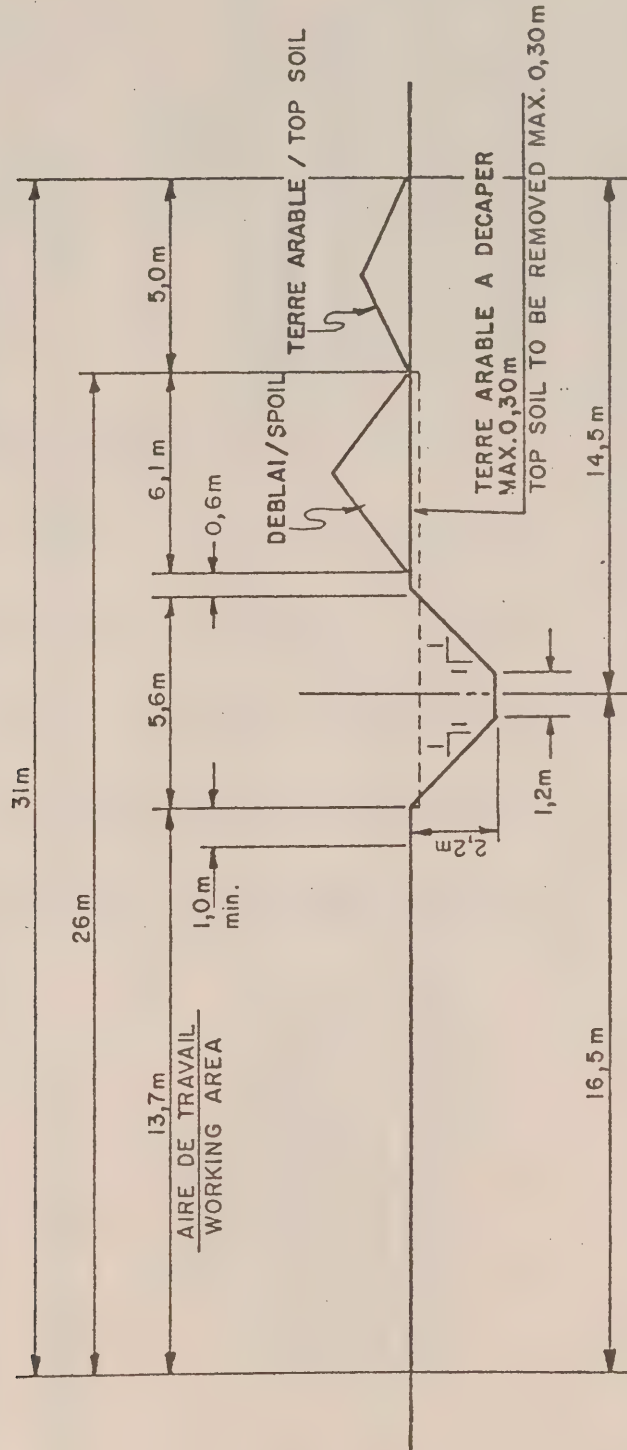 31m
26m
13,7m
5,6m
6,1m
5,0m
1,0m
min.
0,6m
AIRE DE TRAVAIL
WORKING AREA
DEBLAI/SPOIL
TERRE ARABLE / TOP SOIL
2,2m
1
1
1
1
1,2m
TERRE ARABLE A DECAPER
MAX.0,30m
TOP SOIL TO BE REMOVED MAX. 0,30m
16,5m
14,5m